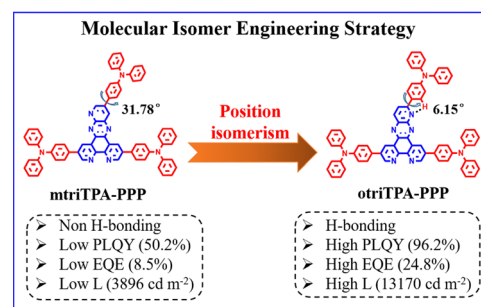 Molecular Isomer Engineering Strategy
31.78°
Position
isomerism
6.15°
mtriTPA-PPP
otriTPA-PPP
➢ Non H-bonding
➢ Low PLQY (50.2%)
➢ Low EQE (8.5%)
➢ Low L (3896 cd m⁻²)
➢ H-bonding
➢ High PLQY (96.2%)
➢ High EQE (24.8%)
➢ High L (13170 cd m⁻²)